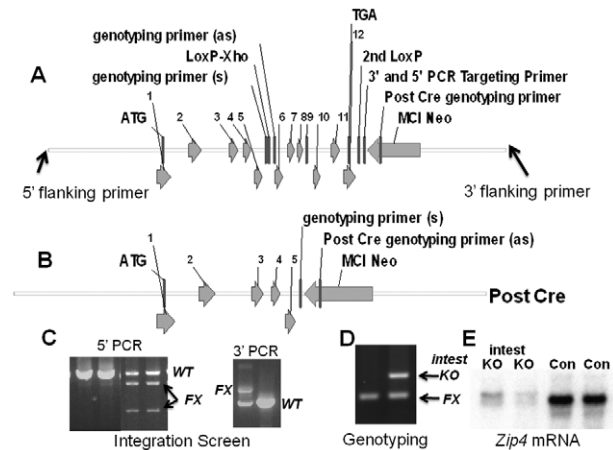 genotyping primer (as)
LoxP-Xho
genotyping primer (s)
TGA
12
2nd LoxP
3' and 5' PCR Targeting Primer
Post Cre genotyping primer
MCI Neo
A
1
ATG
2
3
4
5
6
7
8
9
10
11
5' flanking primer
3' flanking primer
B
1
ATG
2
3
4
5
genotyping primer (s)
Post Cre genotyping primer (as)
MCI Neo
Post Cre
C
5' PCR
WT
FX
3' PCR
FX
WT
Integration Screen
D
intest
KO
FX
Genotyping
E
intest
KO KO Con Con
Zip4 mRNA